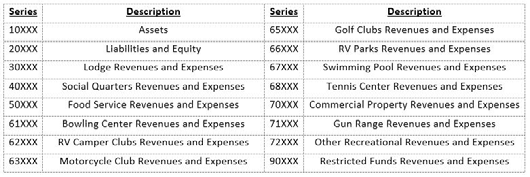 Series Description Series Description
10XXX Assets 65XXX Golf Clubs Revenues and Expenses
20XXX Liabilities and Equity 66XXX RV Parks Revenues and Expenses
30XXX Lodge Revenues and Expenses 67XXX Swimming Pool Revenues and Expenses
40XXX Social Quarters Revenues and Expenses 68XXX Tennis Center Revenues and Expenses
50XXX Food Service Revenues and Expenses 70XXX Commercial Property Revenues and Expenses
61XXX Bowling Center Revenues and Expenses 71XXX Gun Range Revenues and Expenses
62XXX RV Camper Clubs Revenues and Expenses 72XXX Other Recreational Revenues and Expenses
63XXX Motorcycle Club Revenues and Expenses 90XXX Restricted Funds Revenues and Expenses